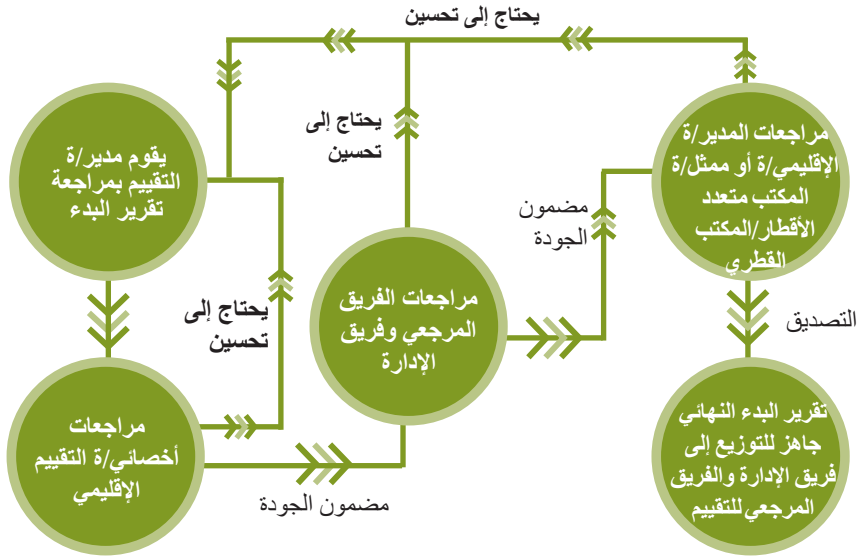 يحتاج إلى تحسين
يقوم مدير/ة
التقييم بمراجعة
تقرير البدء
يحتاج إلى
تحسين
مراجعات المدير/ة
الإقليمي/ة أو ممثل/ة
المكتب متعدد
الأقطار/المكتب
القطري
مضمون
الجودة
مراجعات الفريق
المرجعي وفريق
الإدارة
يحتاج إلى
تحسين
التصديق
مراجعات
أخصائي/ة التقييم
الإقليمي
مضمون الجودة
تقرير البدء النهائي
جاهز للتوزيع إلى
فريق الإدارة والفريق
المرجعي للتقييم